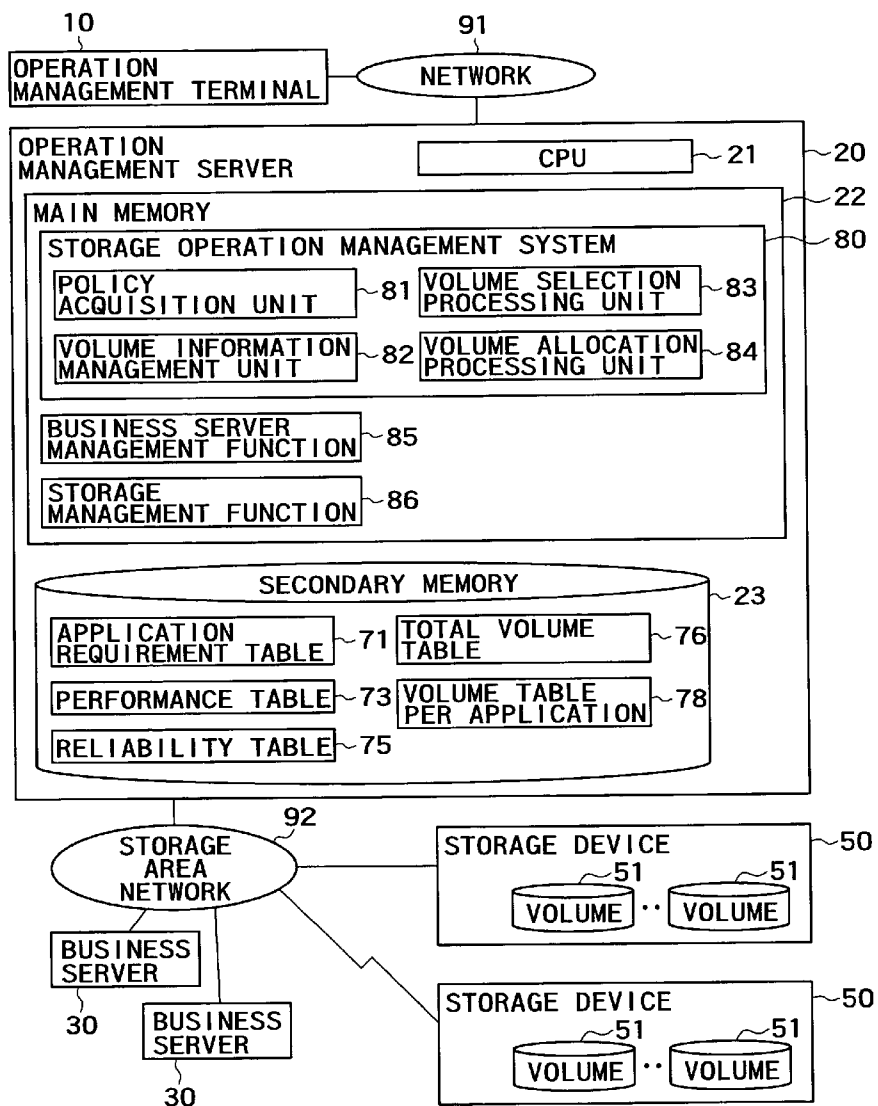 10
OPERATION
MANAGEMENT TERMINAL
91
NETWORK
OPERATION
MANAGEMENT SERVER
CPU
21
20
MAIN MEMORY
22
STORAGE OPERATION MANAGEMENT SYSTEM
80
POLICY
ACQUISITION UNIT
81
VOLUME SELECTION
PROCESSING UNIT
83
VOLUME INFORMATION
MANAGEMENT UNIT
82
VOLUME ALLOCATION
PROCESSING UNIT
84
BUSINESS SERVER
MANAGEMENT FUNCTION
85
STORAGE
MANAGEMENT FUNCTION
86
SECONDARY MEMORY
23
APPLICATION
REQUIREMENT TABLE
71
TOTAL VOLUME
TABLE
76
PERFORMANCE TABLE
73
VOLUME TABLE
PER APPLICATION
78
RELIABILITY TABLE
75
92
STORAGE
AREA
NETWORK
STORAGE DEVICE
50
51
51
VOLUME
··
VOLUME
BUSINESS
SERVER
30
BUSINESS
SERVER
30
STORAGE DEVICE
50
51
51
VOLUME
··
VOLUME